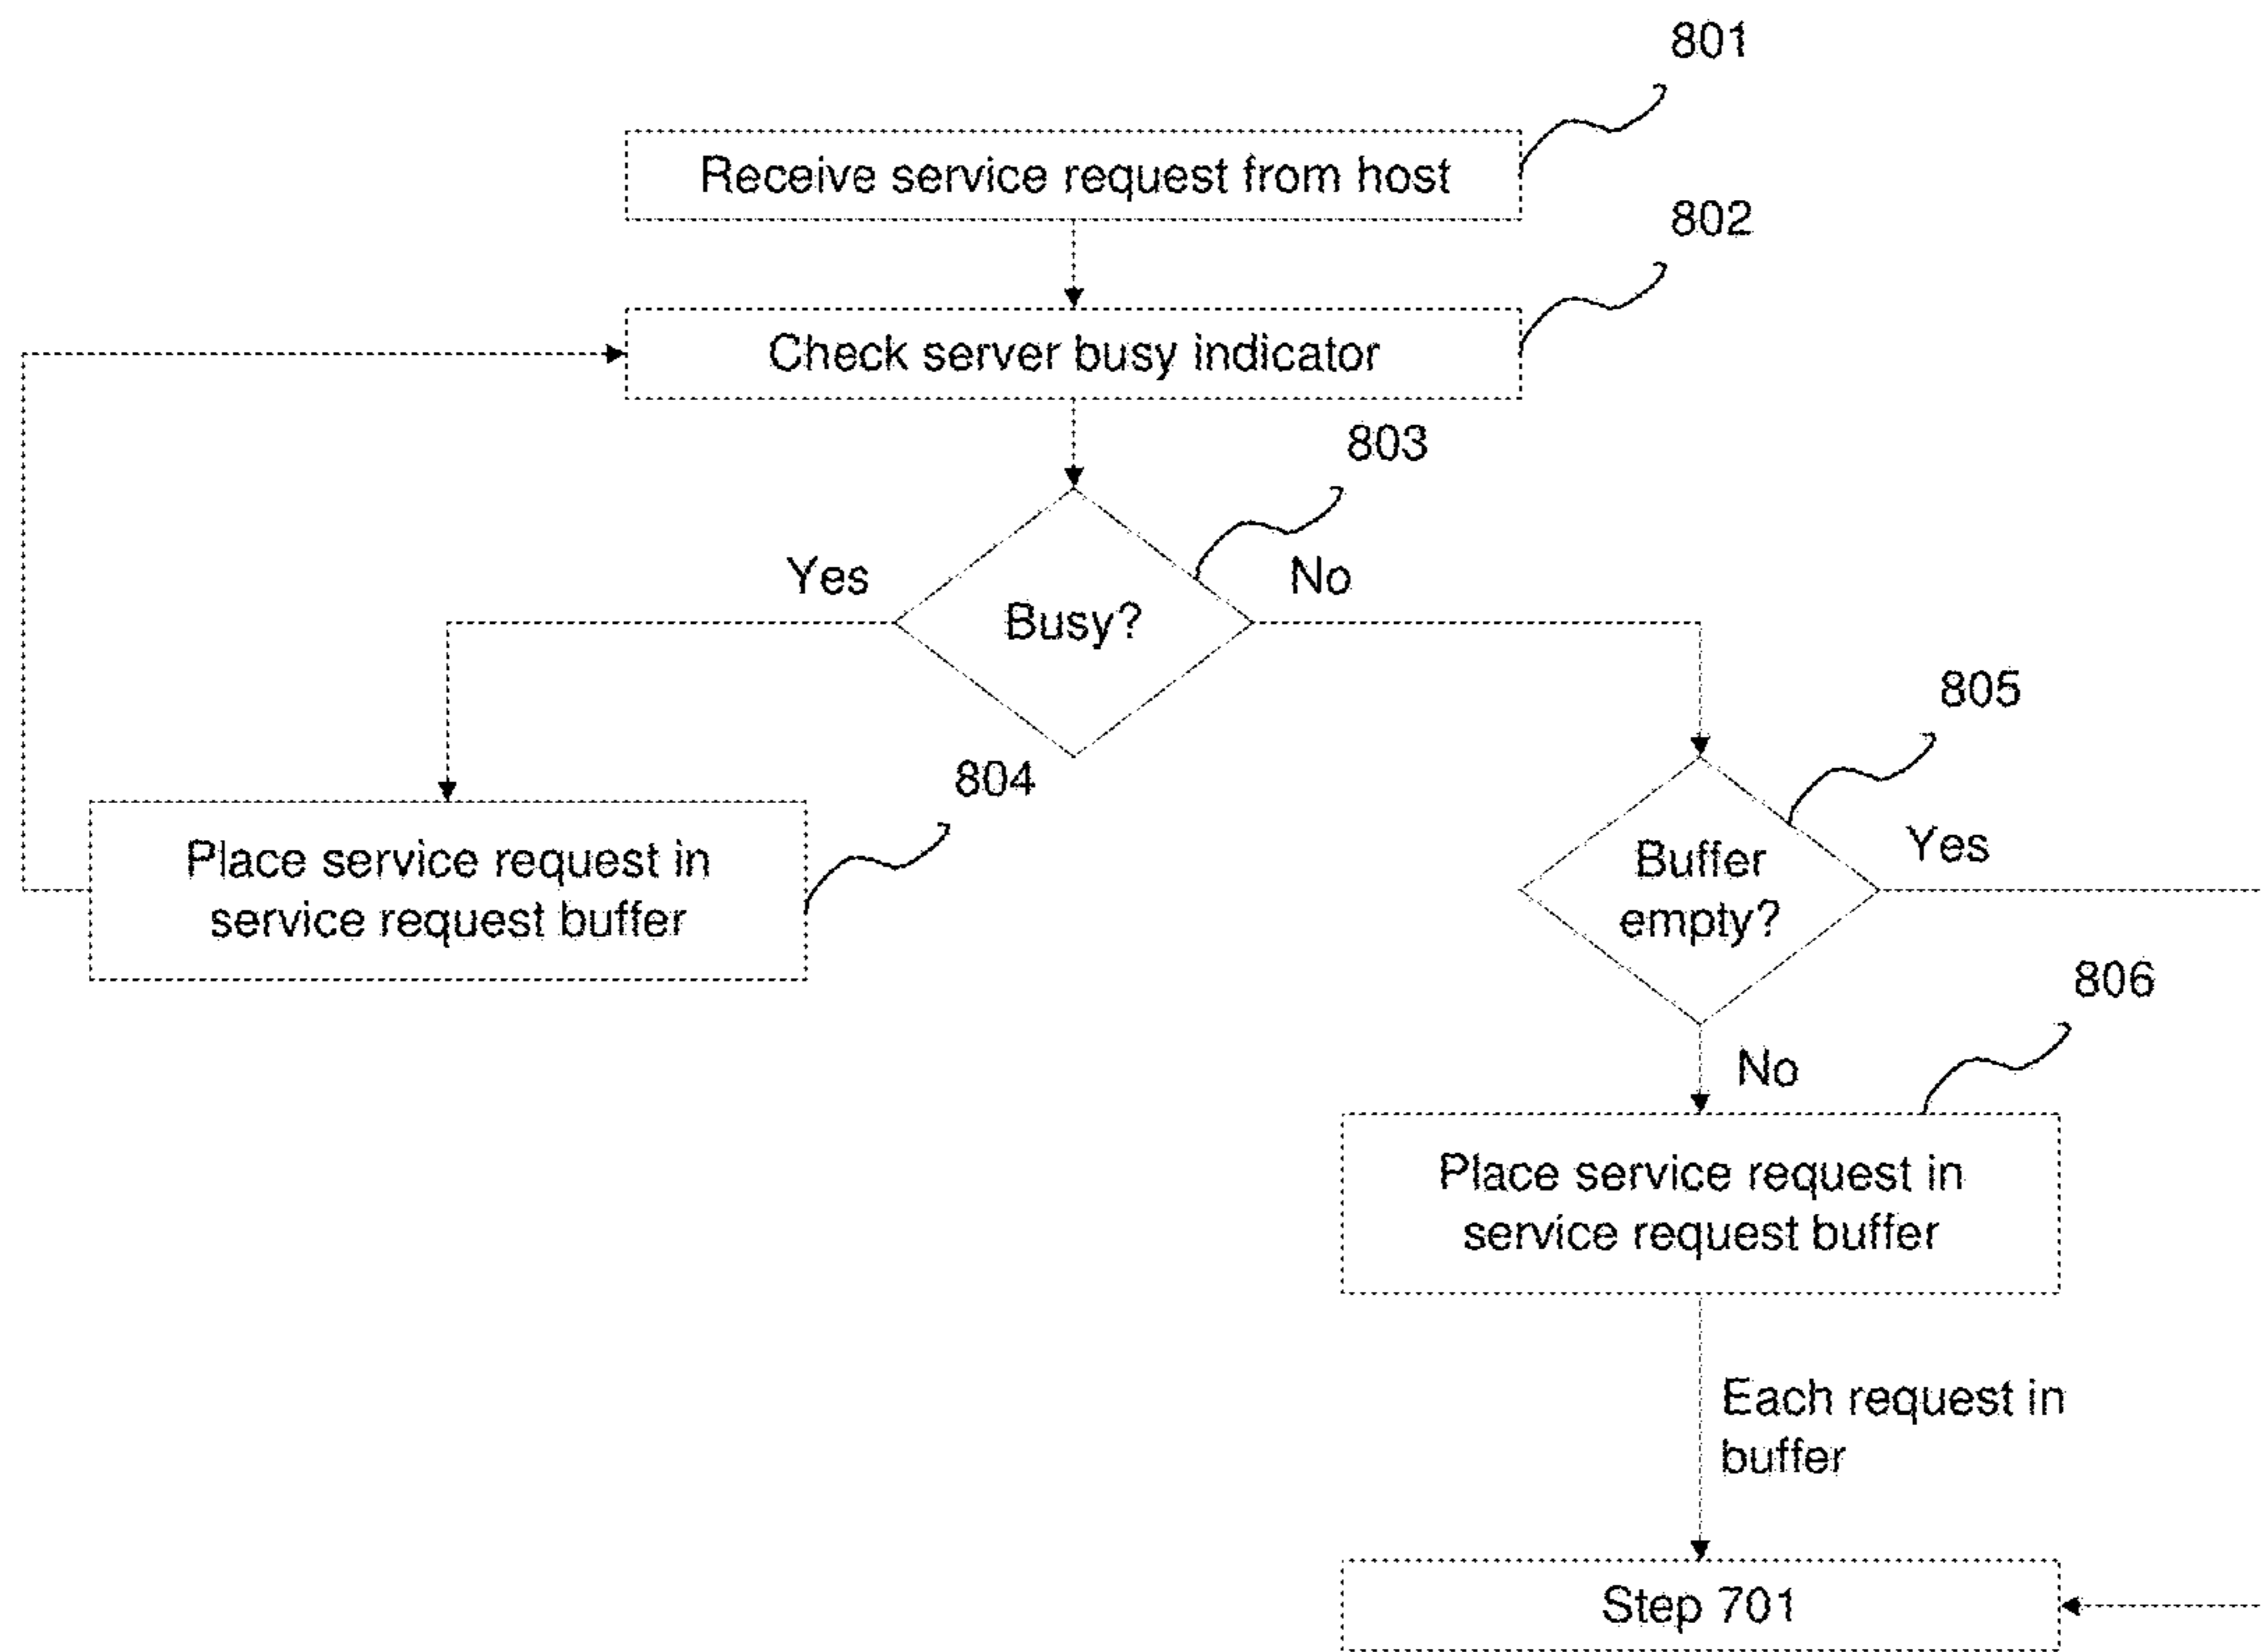 801
Receive service request from host
802
Check server busy indicator
803
Yes
No
Busy?
805
804
Place service request in
service request buffer
Buffer
empty?
Yes
806
No
Place service request in
service request buffer
Each request in
buffer
Step 701